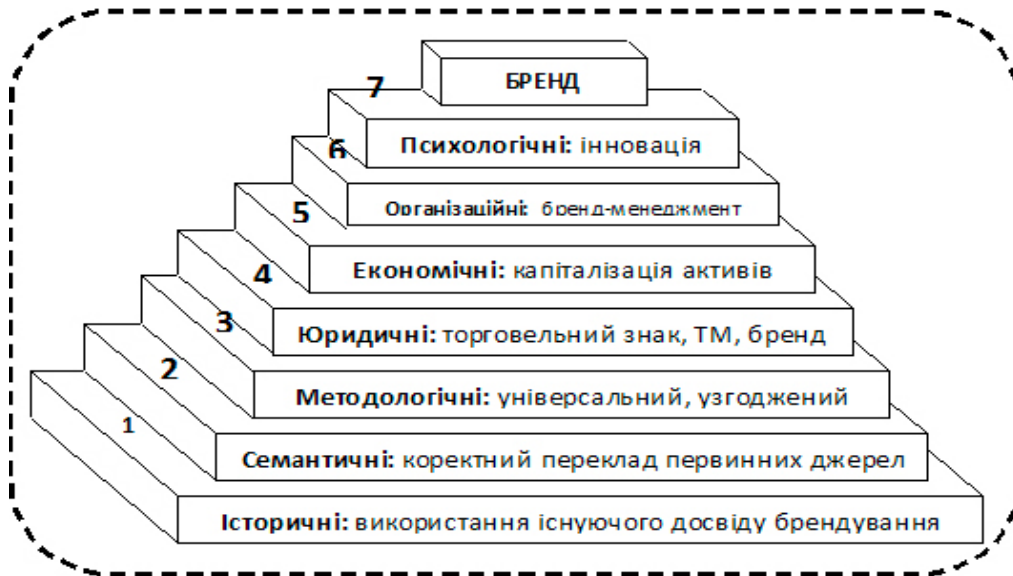 БРЕНД
7
Психологічні: інновація
6
Організаційні: бренд-менеджмент
5
Економічні: капіталізація активів
4
Юридичні: торговельний знак, ТМ, бренд
3
Методологічні: універсальний, узгоджений
2
Семантичні: коректний переклад первинних джерел
1
Історичні: використання існуючого досвіду брендування